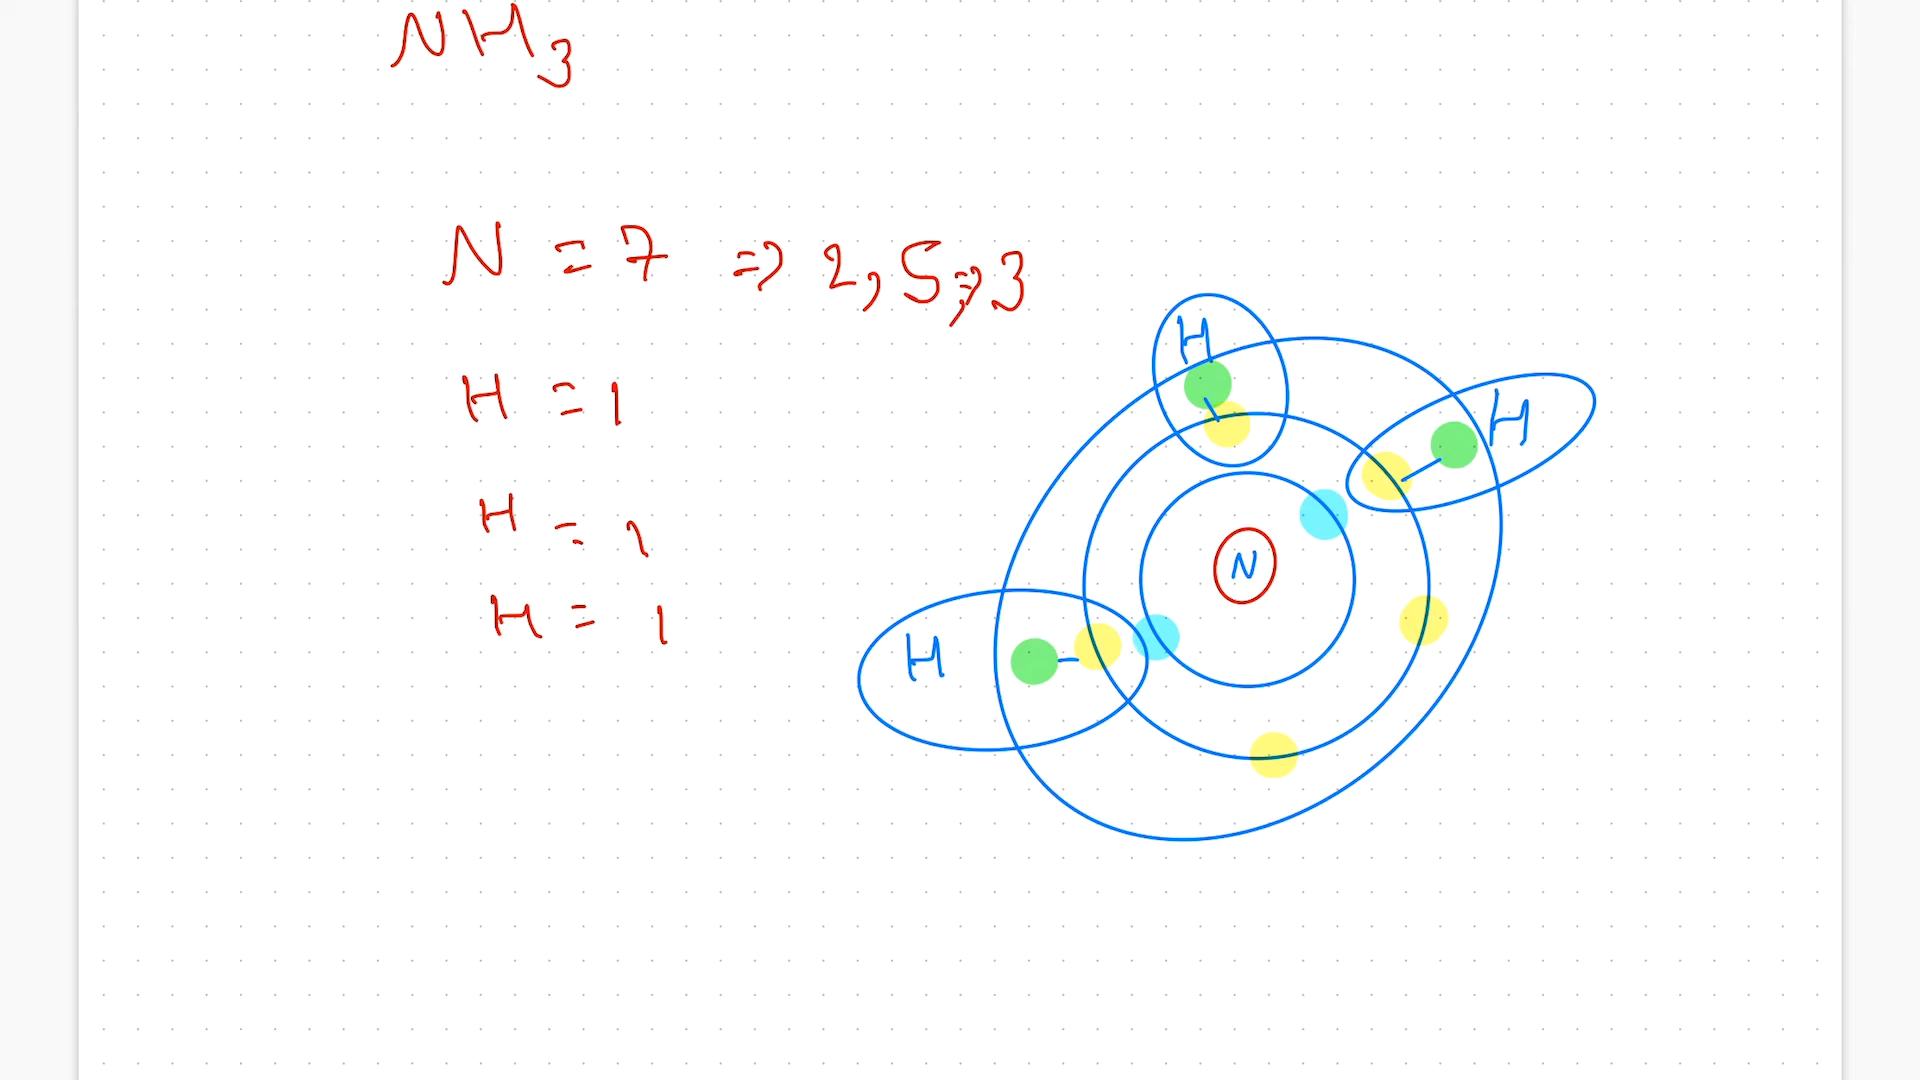 NH₃
N = 7 => 2, 5, => 3
H = 1
H = 1
H = 1
H
H
N
H